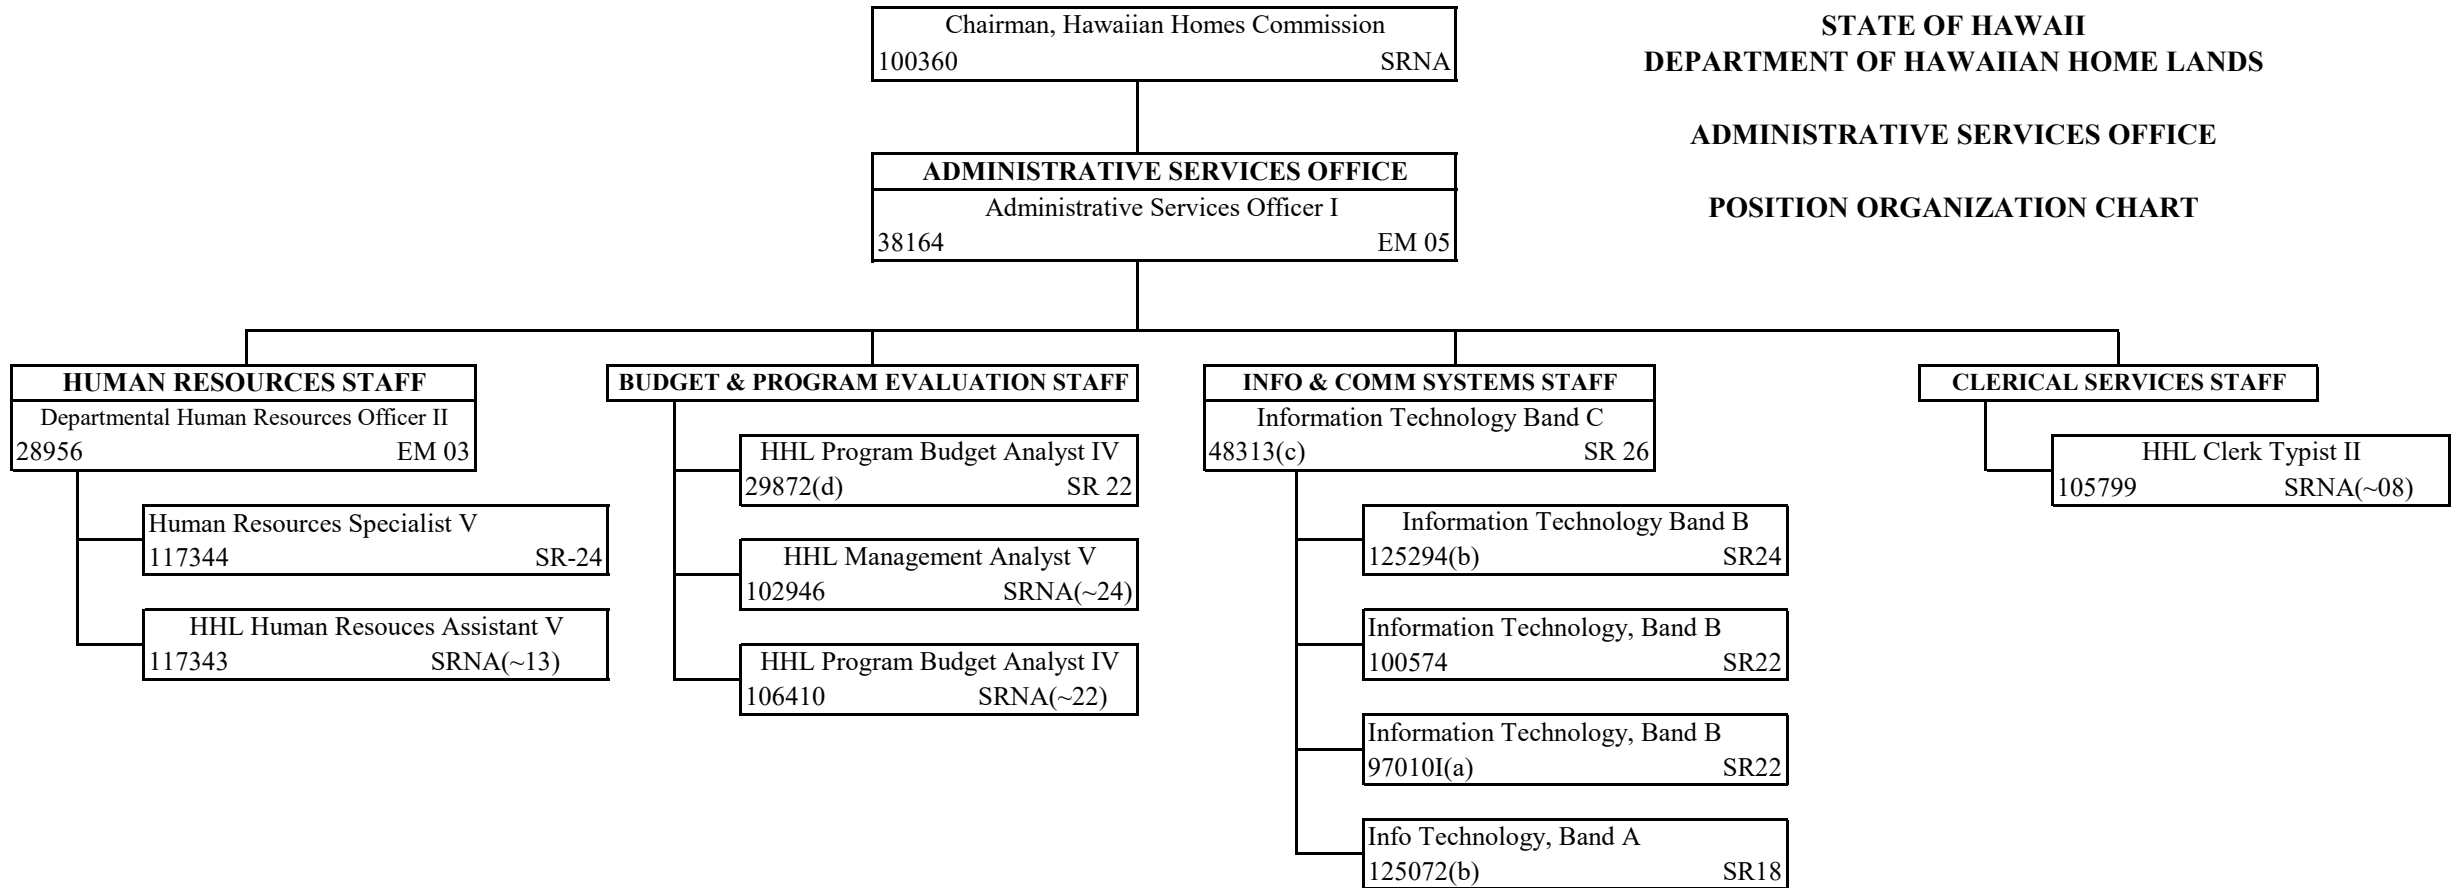 Chairman, Hawaiian Homes Commission
100360 SRNA
STATE OF HAWAII
DEPARTMENT OF HAWAIIAN HOME LANDS
ADMINISTRATIVE SERVICES OFFICE
POSITION ORGANIZATION CHART
ADMINISTRATIVE SERVICES OFFICE
Administrative Services Officer I
38164 EM 05
HUMAN RESOURCES STAFF
Departmental Human Resources Officer II
28956 EM 03
Human Resources Specialist V
117344 SR-24
HHL Human Resouces Assistant V
117343 SRNA(~13)
BUDGET & PROGRAM EVALUATION STAFF
HHL Program Budget Analyst IV
29872(d) SR 22
HHL Management Analyst V
102946 SRNA(~24)
HHL Program Budget Analyst IV
106410 SRNA(~22)
INFO & COMM SYSTEMS STAFF
Information Technology Band C
48313(c) SR 26
Information Technology Band B
125294(b) SR24
Information Technology, Band B
100574 SR22
Information Technology, Band B
97010I(a) SR22
Info Technology, Band A
125072(b) SR18
CLERICAL SERVICES STAFF
HHL Clerk Typist II
105799 SRNA(~08)